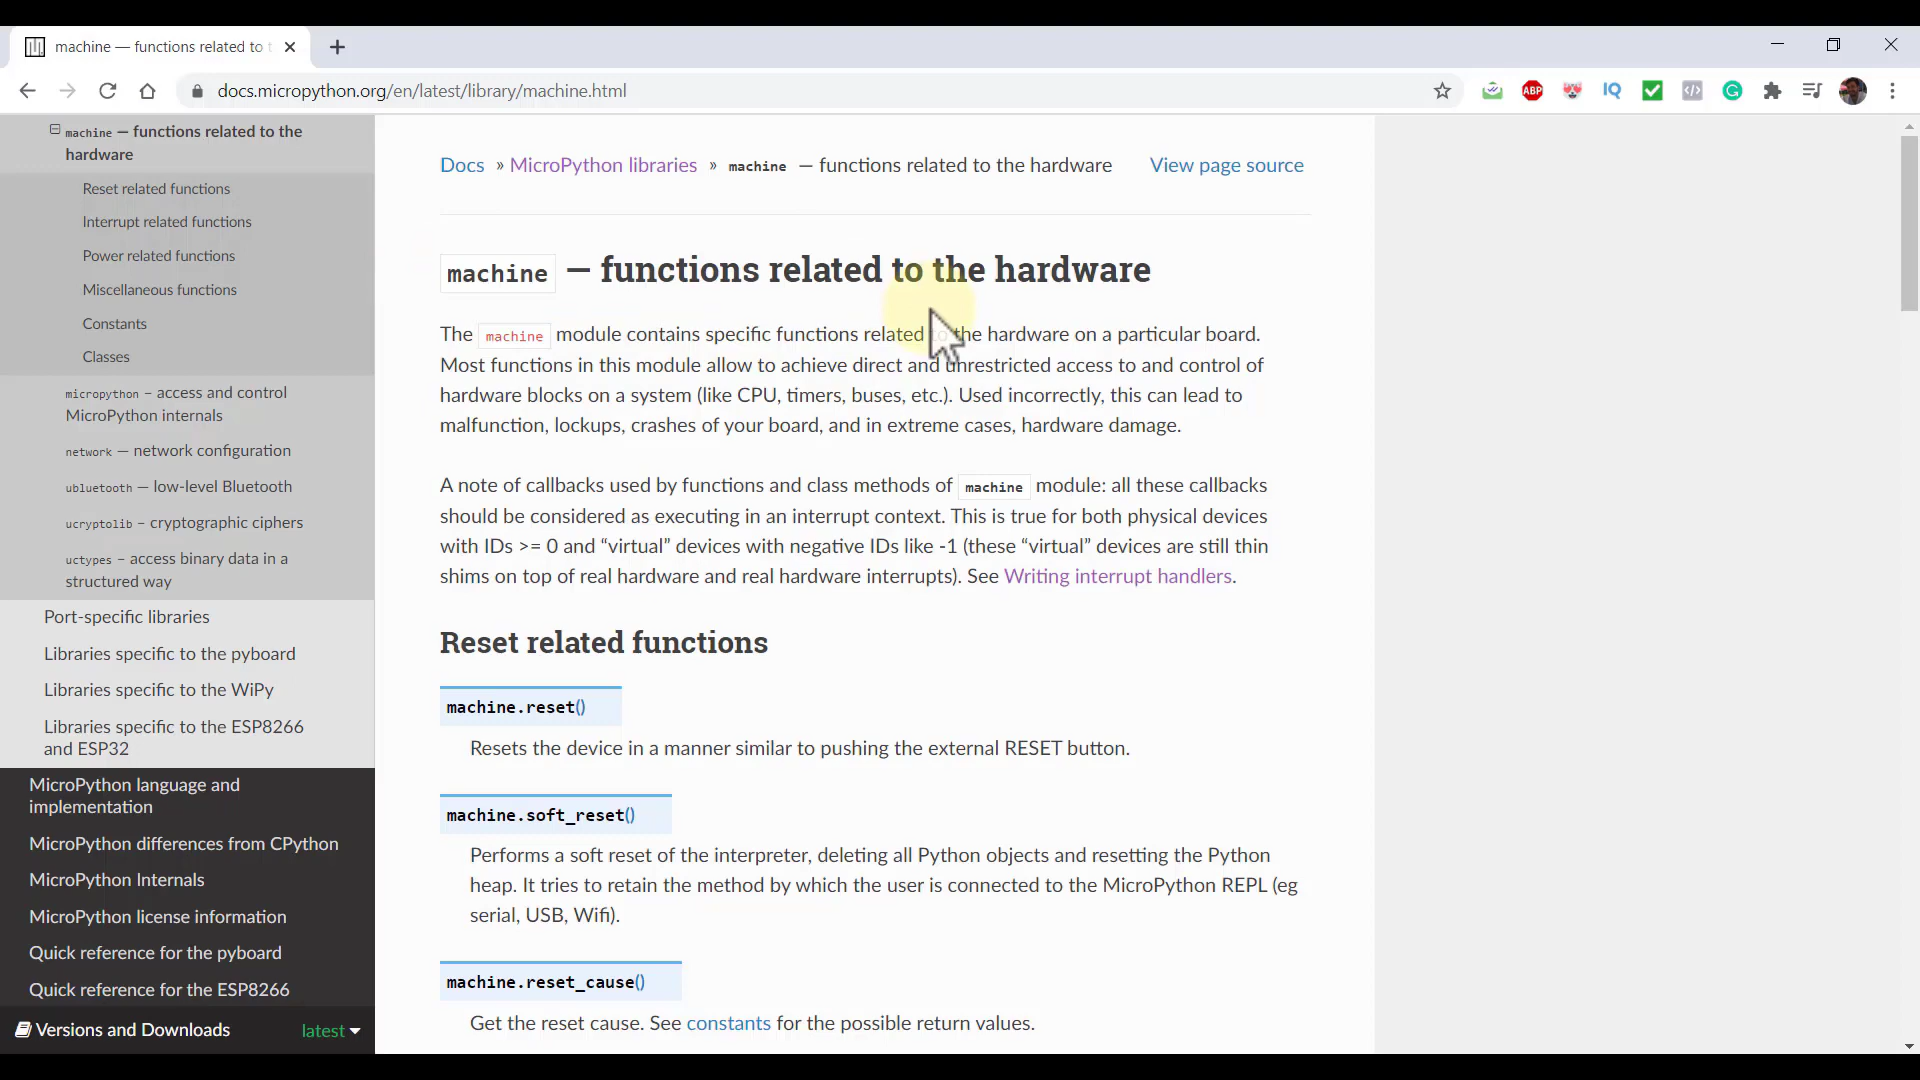 machine — functions related to t
docs.micropython.org/en/latest/library/machine.html
ABP
IQ
machine — functions related to the
hardware
Reset related functions
Interrupt related functions
Power related functions
Miscellaneous functions
Constants
Classes
micropython – access and control
MicroPython internals
network — network configuration
ubluetooth — low-level Bluetooth
ucryptolib – cryptographic ciphers
uctypes – access binary data in a
structured way
Port-specific libraries
Libraries specific to the pyboard
Libraries specific to the WiPy
Libraries specific to the ESP8266
and ESP32
MicroPython language and
implementation
MicroPython differences from CPython
MicroPython Internals
MicroPython license information
Quick reference for the pyboard
Quick reference for the ESP8266
Versions and Downloads latest
Docs » MicroPython libraries » machine — functions related to the hardware View page source
machine — functions related to the hardware
The machine module contains specific functions related to the hardware on a particular board.
Most functions in this module allow to achieve direct and unrestricted access to and control of
hardware blocks on a system (like CPU, timers, buses, etc.). Used incorrectly, this can lead to
malfunction, lockups, crashes of your board, and in extreme cases, hardware damage.
A note of callbacks used by functions and class methods of machine module: all these callbacks
should be considered as executing in an interrupt context. This is true for both physical devices
with IDs >= 0 and “virtual” devices with negative IDs like -1 (these “virtual” devices are still thin
shims on top of real hardware and real hardware interrupts). See Writing interrupt handlers.
Reset related functions
machine.reset()
Resets the device in a manner similar to pushing the external RESET button.
machine.soft_reset()
Performs a soft reset of the interpreter, deleting all Python objects and resetting the Python
heap. It tries to retain the method by which the user is connected to the MicroPython REPL (eg
serial, USB, Wifi).
machine.reset_cause()
Get the reset cause. See constants for the possible return values.